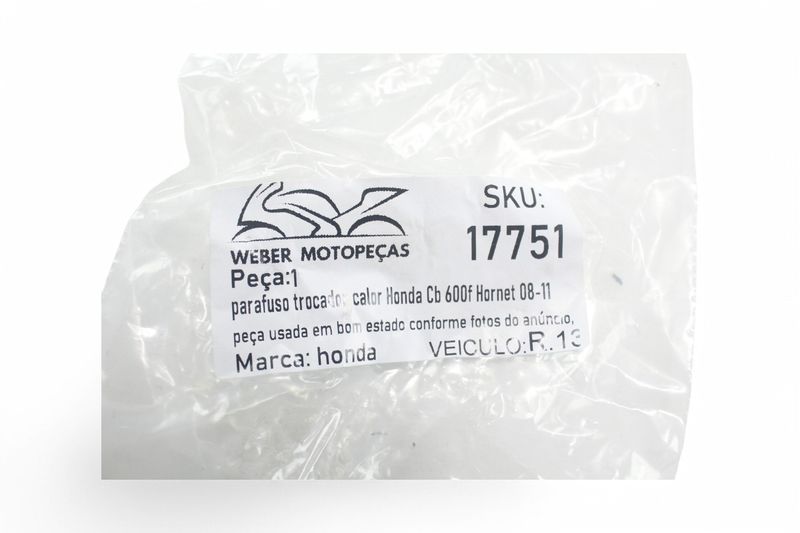 SKU:
17751
WEBER MOTOPEÇAS
Peça:1
parafuso trocador calor Honda Cb 600f Hornet 08-11
peça usada em bom estado conforme fotos do anúncio,
Marca: honda VEICULO:R.13